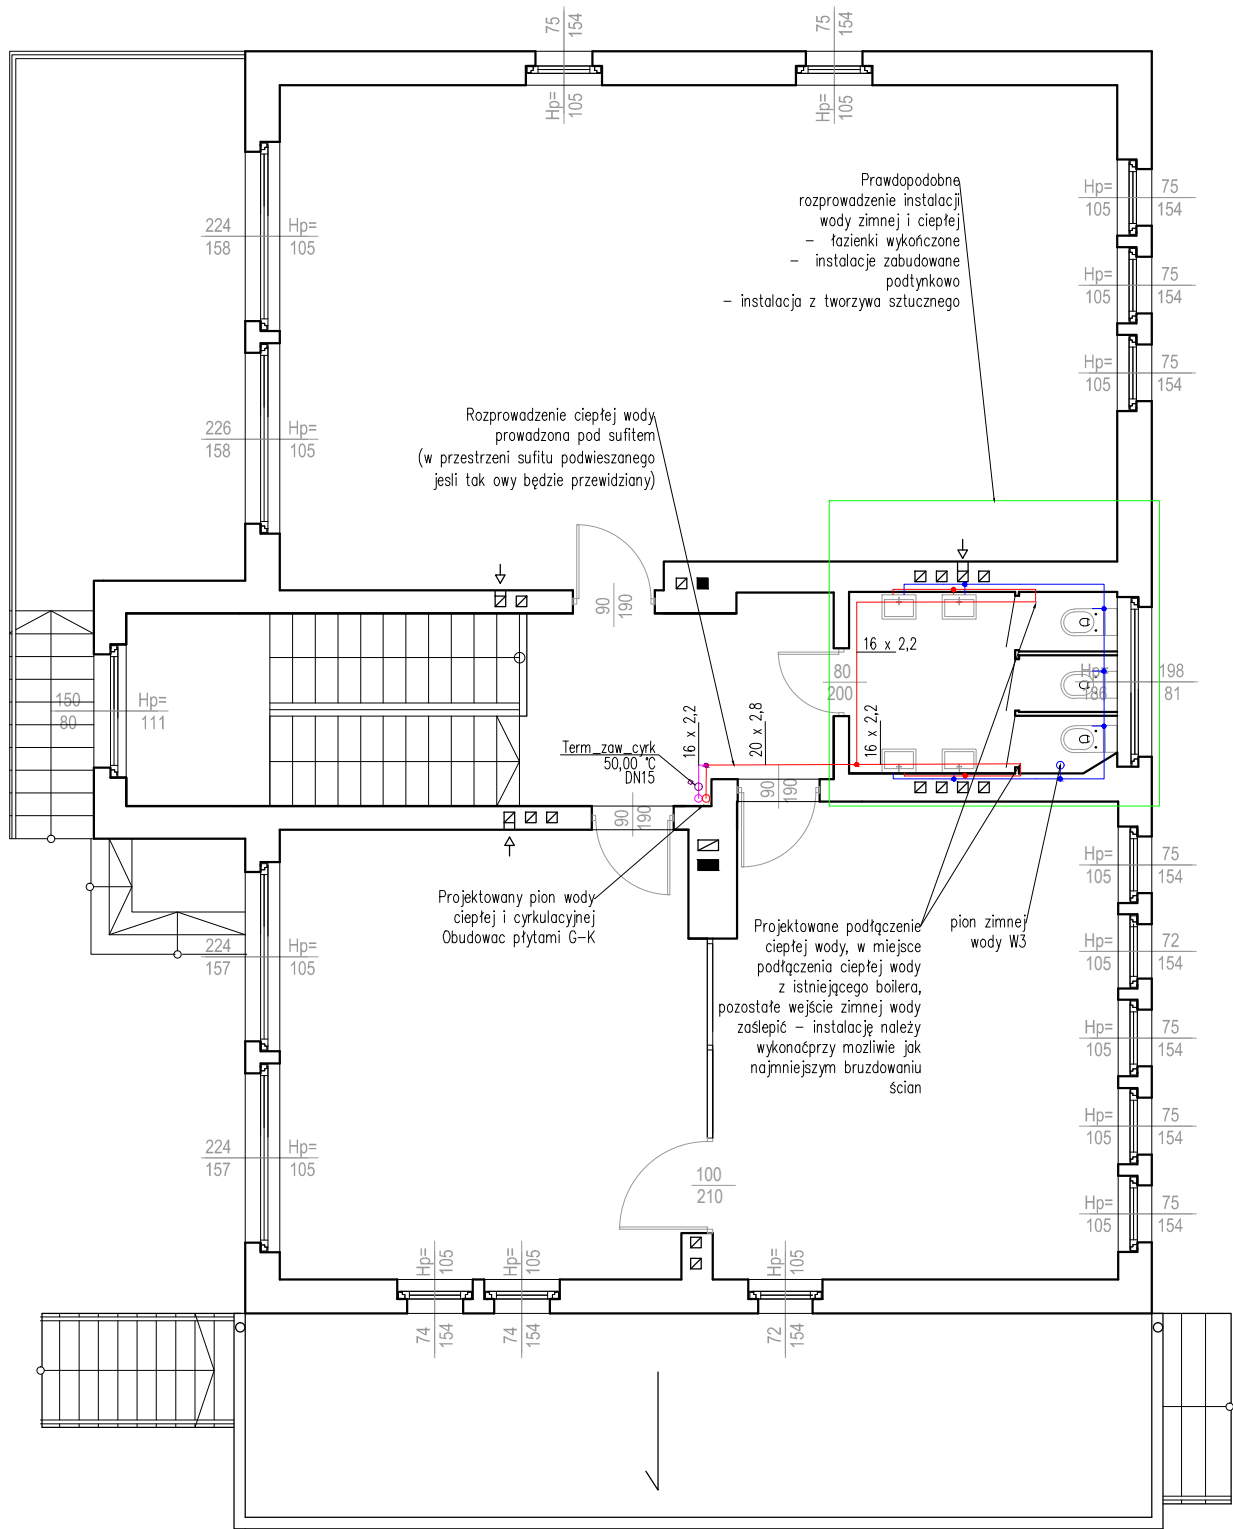 75
154
Hp=
105
75
154
Hp=
105
Prawdopodobne
rozprowadzenie instalacji
wody zimnej i ciepłej
– łazienki wykończone
– instalacje zabudowane
podtynkowo
– instalacja z tworzywa sztucznego
Hp=
105
75
154
224
158
Hp=
105
Hp=
105
75
154
Hp=
105
75
154
226
158
Hp=
105
Rozprowadzenie ciepłej wody
prowadzona pod sufitem
(w przestrzeni sufitu podwieszanego
jesli tak owy będzie przewidziany)
90
190
16 x 2,2
80
200
Hp=
186
198
81
150
80
Hp=
111
16 x 2,2
20 x 2,8
16 x 2,2
Term_zaw_cyrk
50,00 °C
DN15
90
190
90
190
Hp=
105
75
154
Projektowany pion wody
ciepłej i cyrkulacyjnej
Obudowac płytami G–K
Projektowane podłączenie
ciepłej wody, w miejsce
podłączenia ciepłej wody
z istniejącego boilera,
pozostałe wejście zimnej wody
zaślepić – instalację należy
wykonaćprzy mozliwie jak
najmniejszym bruzdowaniu
ścian
pion zimnej
wody W3
224
157
Hp=
105
Hp=
105
72
154
Hp=
105
75
154
Hp=
105
75
154
224
157
Hp=
105
100
210
Hp=
105
75
154
Hp=
105
74
154
Hp=
105
74
154
Hp=
105
72
154